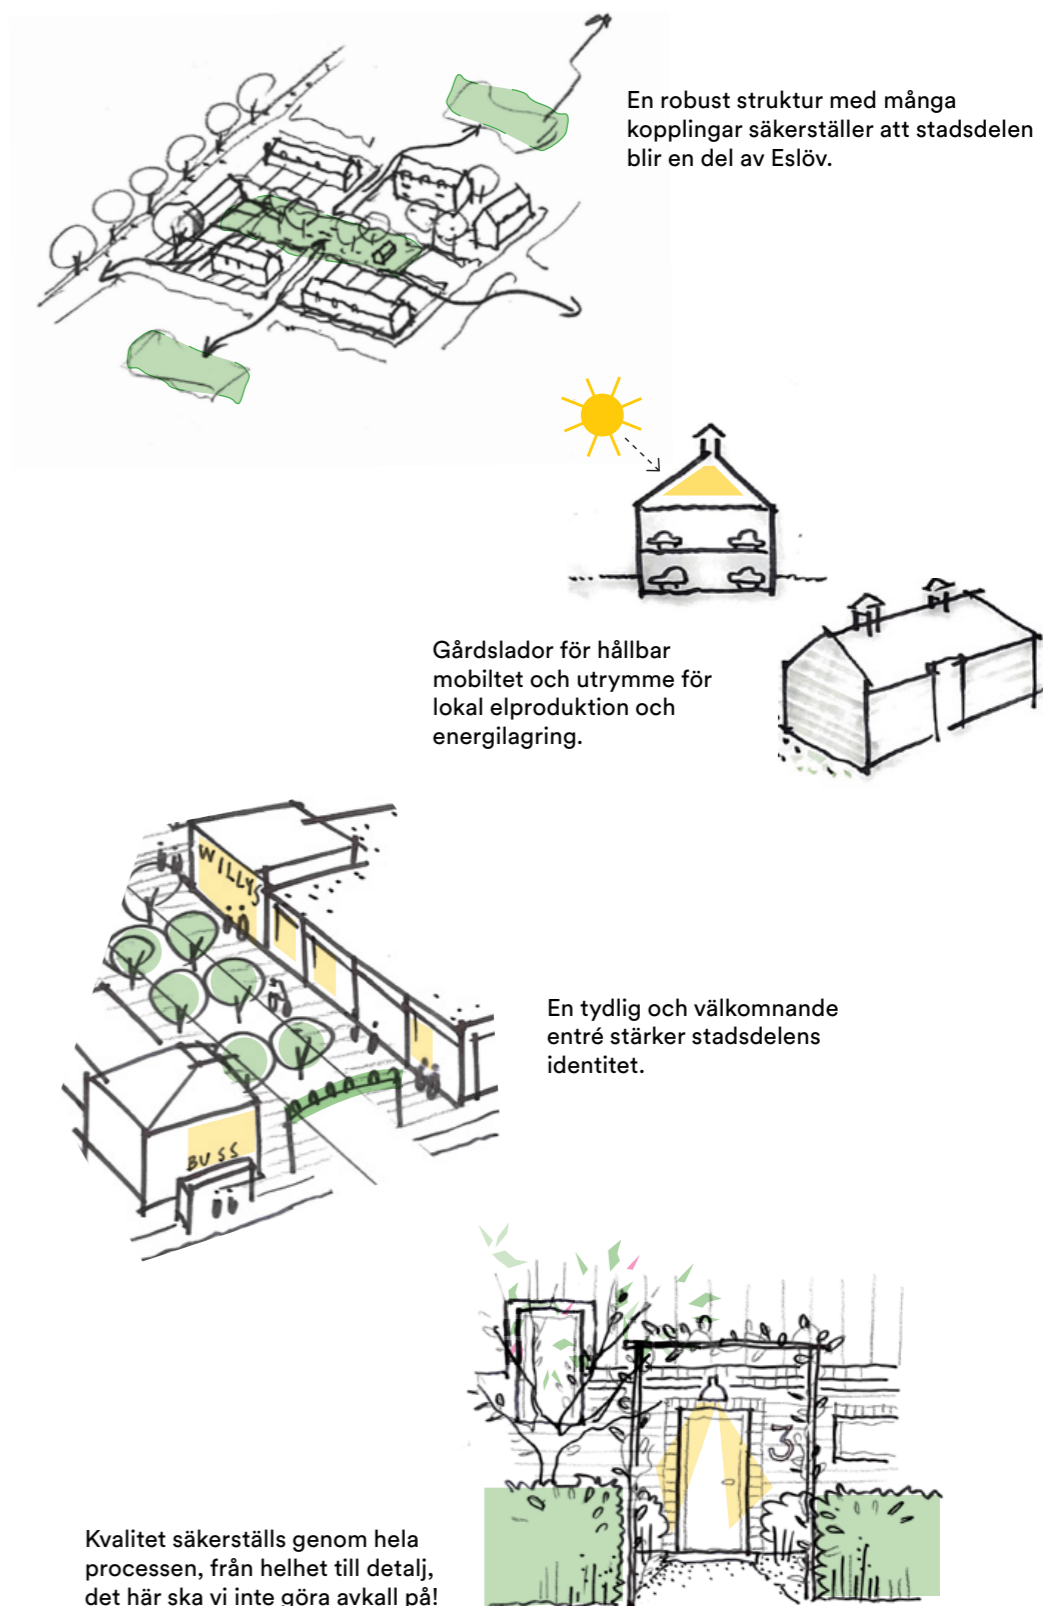 En robust struktur med många
kopplingar säkerställer att stadsdelen
blir en del av Eslöv.
Gårdslador för hållbar
mobiltet och utrymme för
lokal elproduktion och
energilagring.
WILLYS
En tydlig och välkomnande
entré stärker stadsdelens
identitet.
BUSS
3
Kvalitet säkerställs genom hela
processen, från helhet till detalj,
det här ska vi inte göra avkall på!